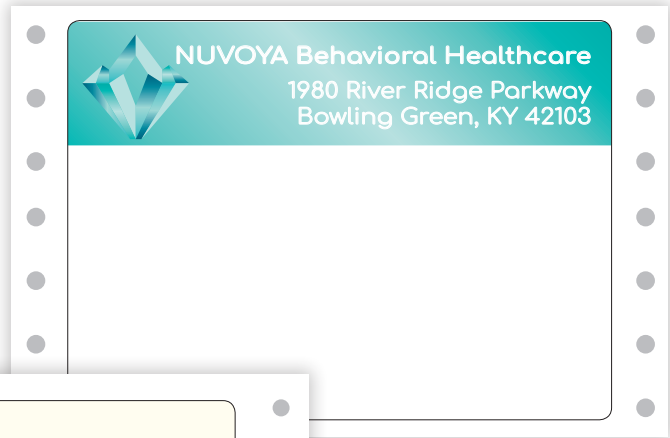 NUVOYA Behavioral Healthcare
1980 River Ridge Parkway
Bowling Green, KY 42103